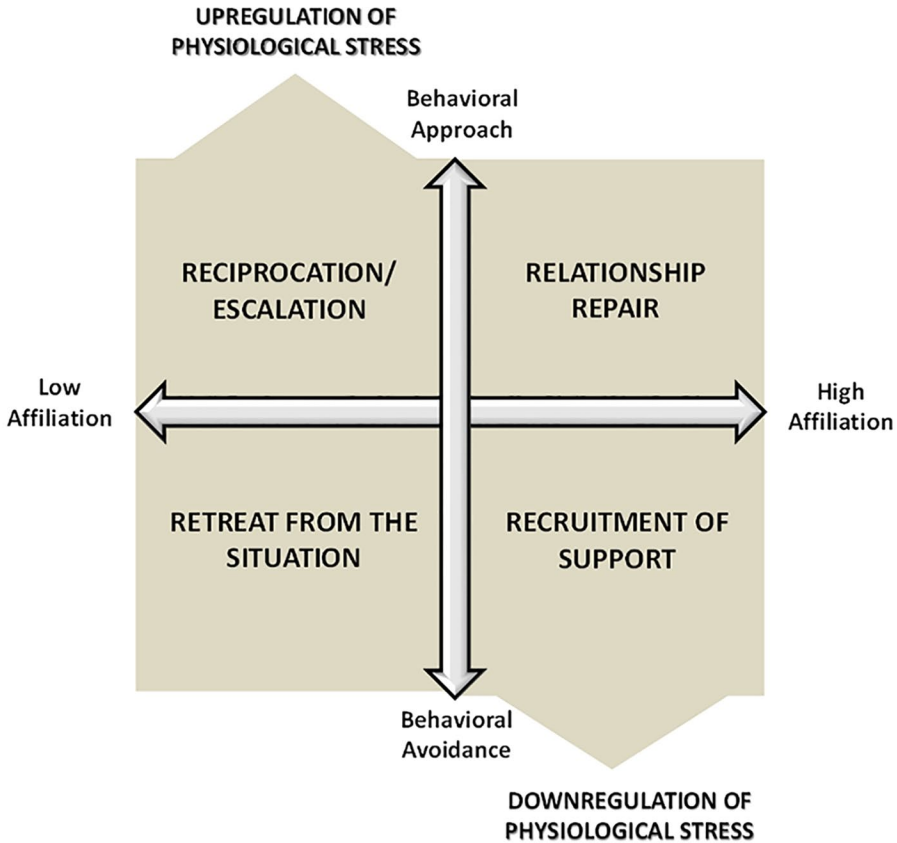 UPREGULATION OF
PHYSIOLOGICAL STRESS
Behavioral
Approach
RECIPROCATION/
ESCALATION
RELATIONSHIP
REPAIR
Low
Affiliation
High
Affiliation
RETREAT FROM THE
SITUATION
RECRUITMENT OF
SUPPORT
Behavioral
Avoidance
DOWNREGULATION OF
PHYSIOLOGICAL STRESS